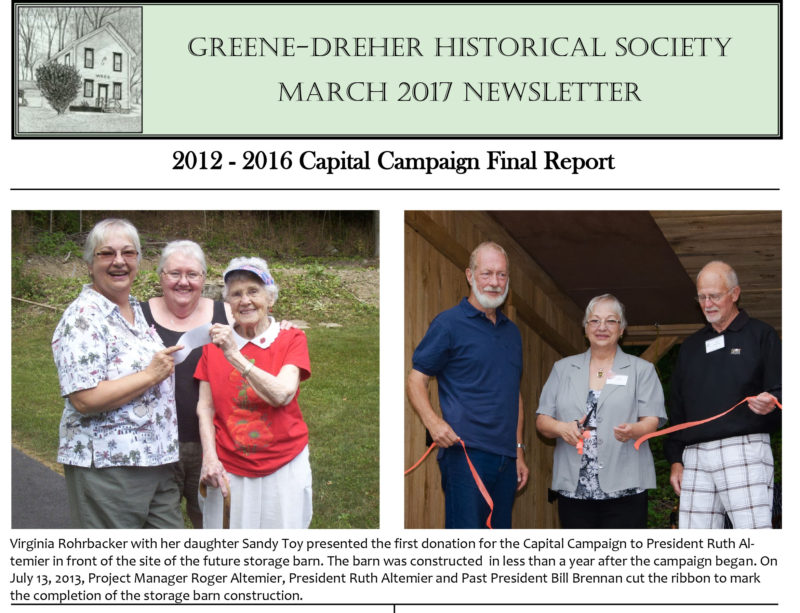 GREENE-DREHER HISTORICAL SOCIETY
MARCH 2017 NEWSLETTER
2012 - 2016 Capital Campaign Final Report
Virginia Rohrbacker with her daughter Sandy Toy presented the first donation for the Capital Campaign to President Ruth Al-
temier in front of the site of the future storage barn. The barn was constructed in less than a year after the campaign began. On
July 13, 2013, Project Manager Roger Altemier, President Ruth Altemier and Past President Bill Brennan cut the ribbon to mark
the completion of the storage barn construction.